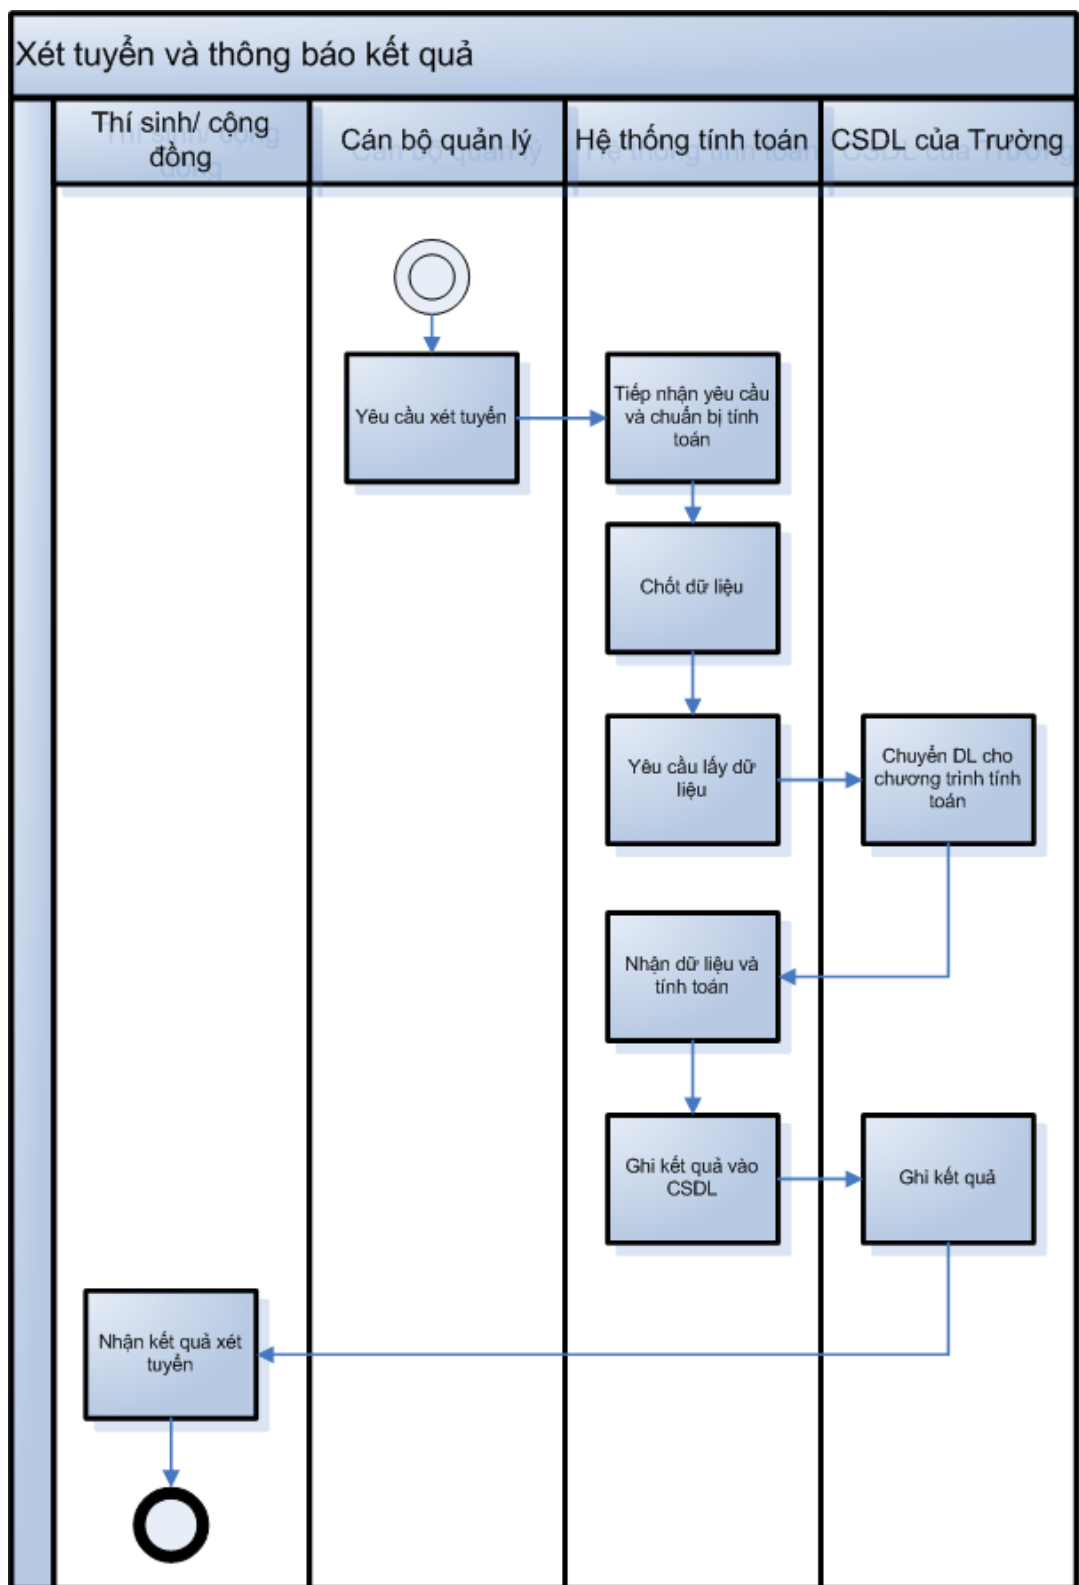 Xét tuyển và thông báo kết quả
Thí sinh/ cộng
đồng
Cán bộ quản lý
Hệ thống tính toán
CSDL của Trường
Yêu cầu xét tuyển
Tiếp nhận yêu cầu
và chuẩn bị tính
toán
Chốt dữ liệu
Yêu cầu lấy dữ
liệu
Chuyển DL cho
chương trình tính
toán
Nhận dữ liệu và
tính toán
Ghi kết quả vào
CSDL
Ghi kết quả
Nhận kết quả xét
tuyển